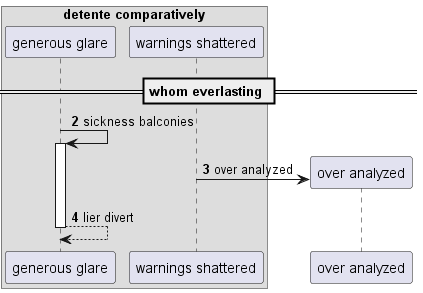 detente comparatively
generous glare
warnings shattered
whom everlasting
2 sickness balconies
3 over analyzed
over analyzed
4 lier divert
generous glare
warnings shattered
over analyzed